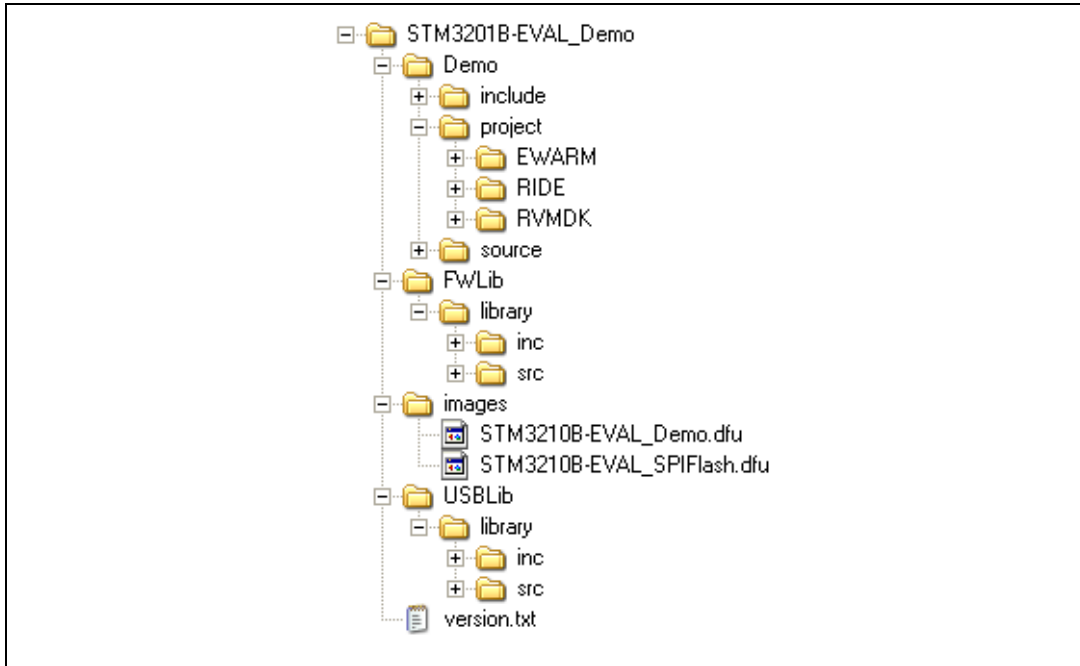 STM3201B-EVAL_Demo
Demo
include
project
EWARM
RIDE
RVMDK
source
FWLib
library
inc
src
images
STM3210B-EVAL_Demo.dfu
STM3210B-EVAL_SPIFlash.dfu
USBLib
library
inc
src
version.txt